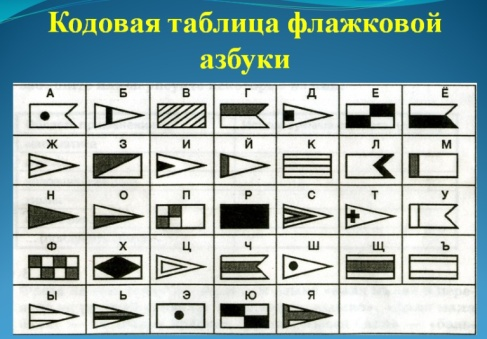 Кодовая таблица флажковой
азбуки
А Б В Г Д Е Ё
Ж З И Й К Л М
Н О П Р С Т У
Ф Х Ц Ч Ш Щ Ъ
Ы Ь Э Ю Я